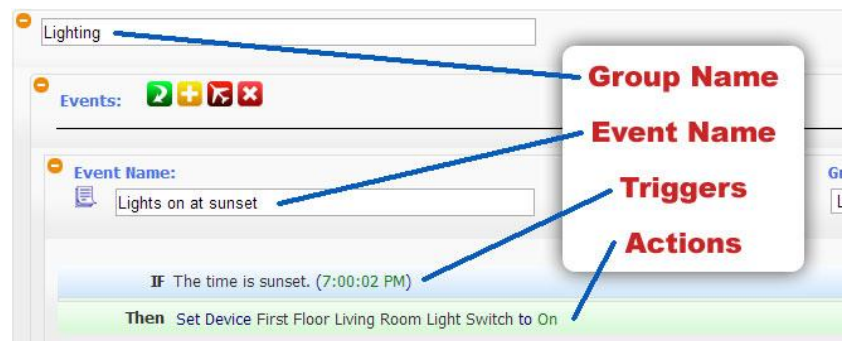 Lighting
Group Name
Events:
Event Name
Event Name:
Lights on at sunset
Triggers
Actions
IF The time is sunset. (7:00:02 PM)
Then Set Device First Floor Living Room Light Switch to On